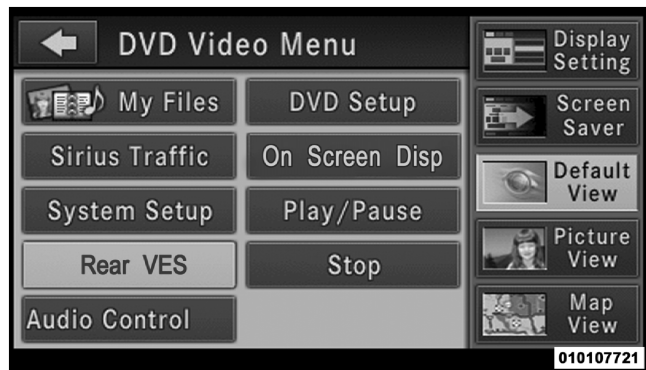 DVD Video Menu
My Files
DVD Setup
Sirius Traffic
On Screen Disp
System Setup
Play/Pause
Rear VES
Stop
Audio Control
Display
Setting
Screen
Saver
Default
View
Picture
View
Map
View
010107721